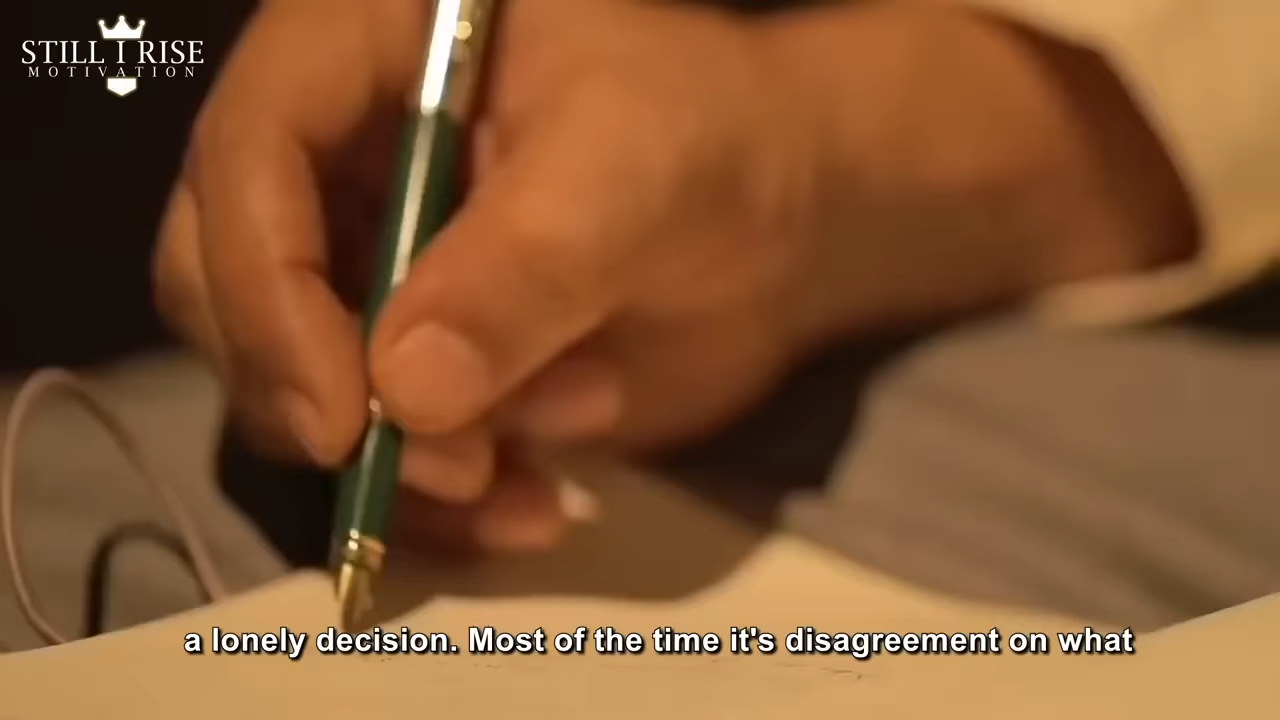 STILL I RISE
MOTIVATION
a lonely decision. Most of the time it's disagreement on what